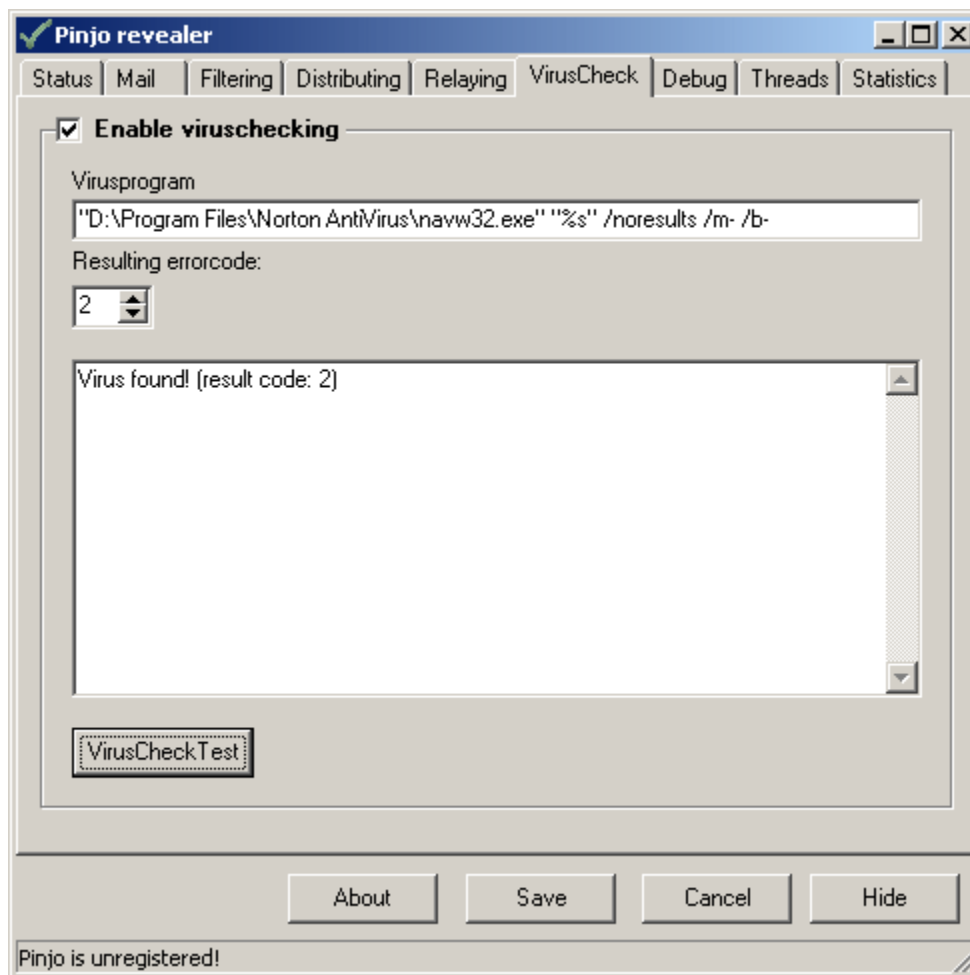 Pinjo revealer
Status Mail Filtering Distributing Relaying VirusCheck Debug Threads Statistics
Enable viruschecking
Virusprogram
"D:\Program Files\Norton AntiVirus\navw32.exe" "%s" /noresults /m- /b-
Resulting errorcode:
2
Virus found! (result code: 2)
VirusCheckTest
About Save Cancel Hide
Pinjo is unregistered!